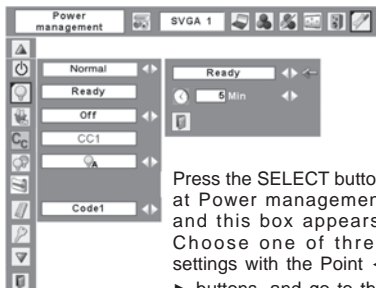 Power management
SVGA 1
Normal
Ready
Off
CC1
A
Code1
Cc
Ready
5 Min
Press the SELECT button
at Power management
and this box appears.
Choose one of three
settings with the Point ◄
► buttons, and go to the